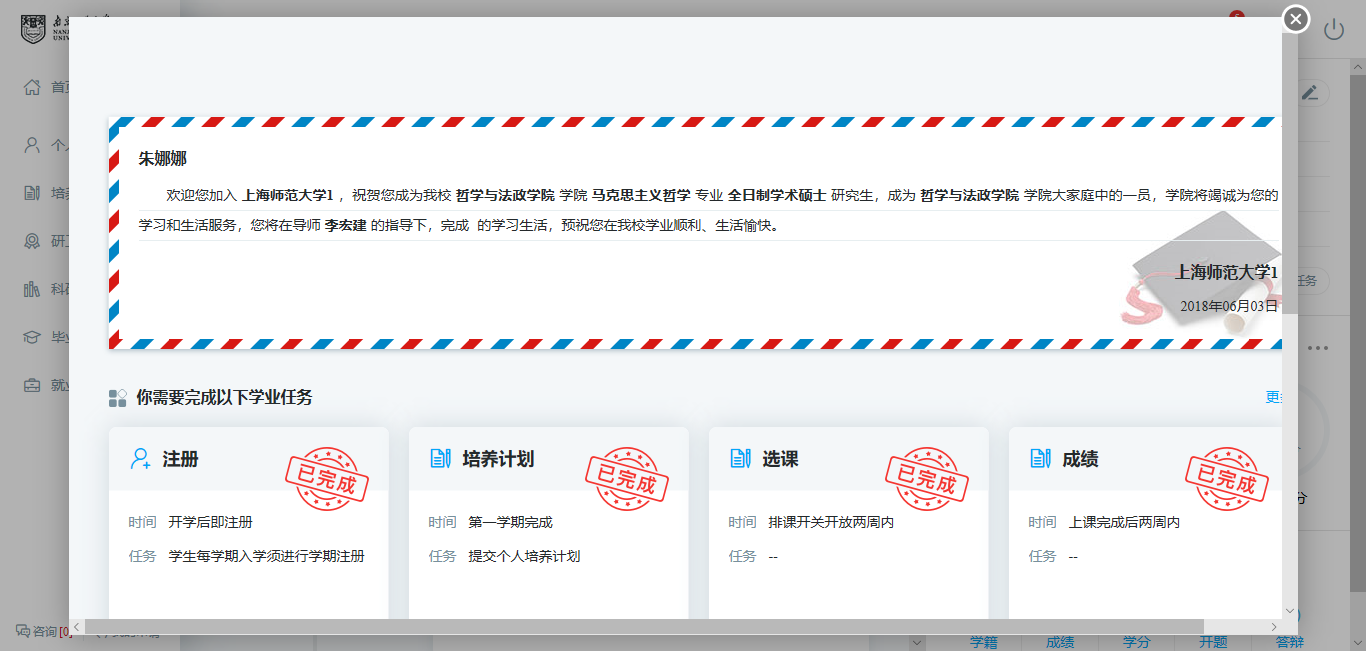 首页
个人
朱娜娜
欢迎您加入 上海师范大学1 ，祝贺您成为我校 哲学与法政学院 学院 马克思主义哲学 专业 全日制学术硕士 研究生，成为 哲学与法政学院 学院大家庭中的一员，学院将竭诚为您的
学习和生活服务，您将在导师 李宏建 的指导下，完成 的学习生活，预祝您在我校学业顺利、生活愉快。
上海师范大学1
2018年06月03日
任务
你需要完成以下学业任务
更多
注册 已完成
培养计划 已完成
选课 已完成
成绩 已完成
时间 开学后即注册
时间 第一学期完成
时间 排课开关开放两周内
时间 上课完成后两周内
任务 学生每学期入学须进行学期注册
任务 提交个人培养计划
任务 --
任务 --
分
咨询[0]
学籍 成绩 学分 开题 答辩